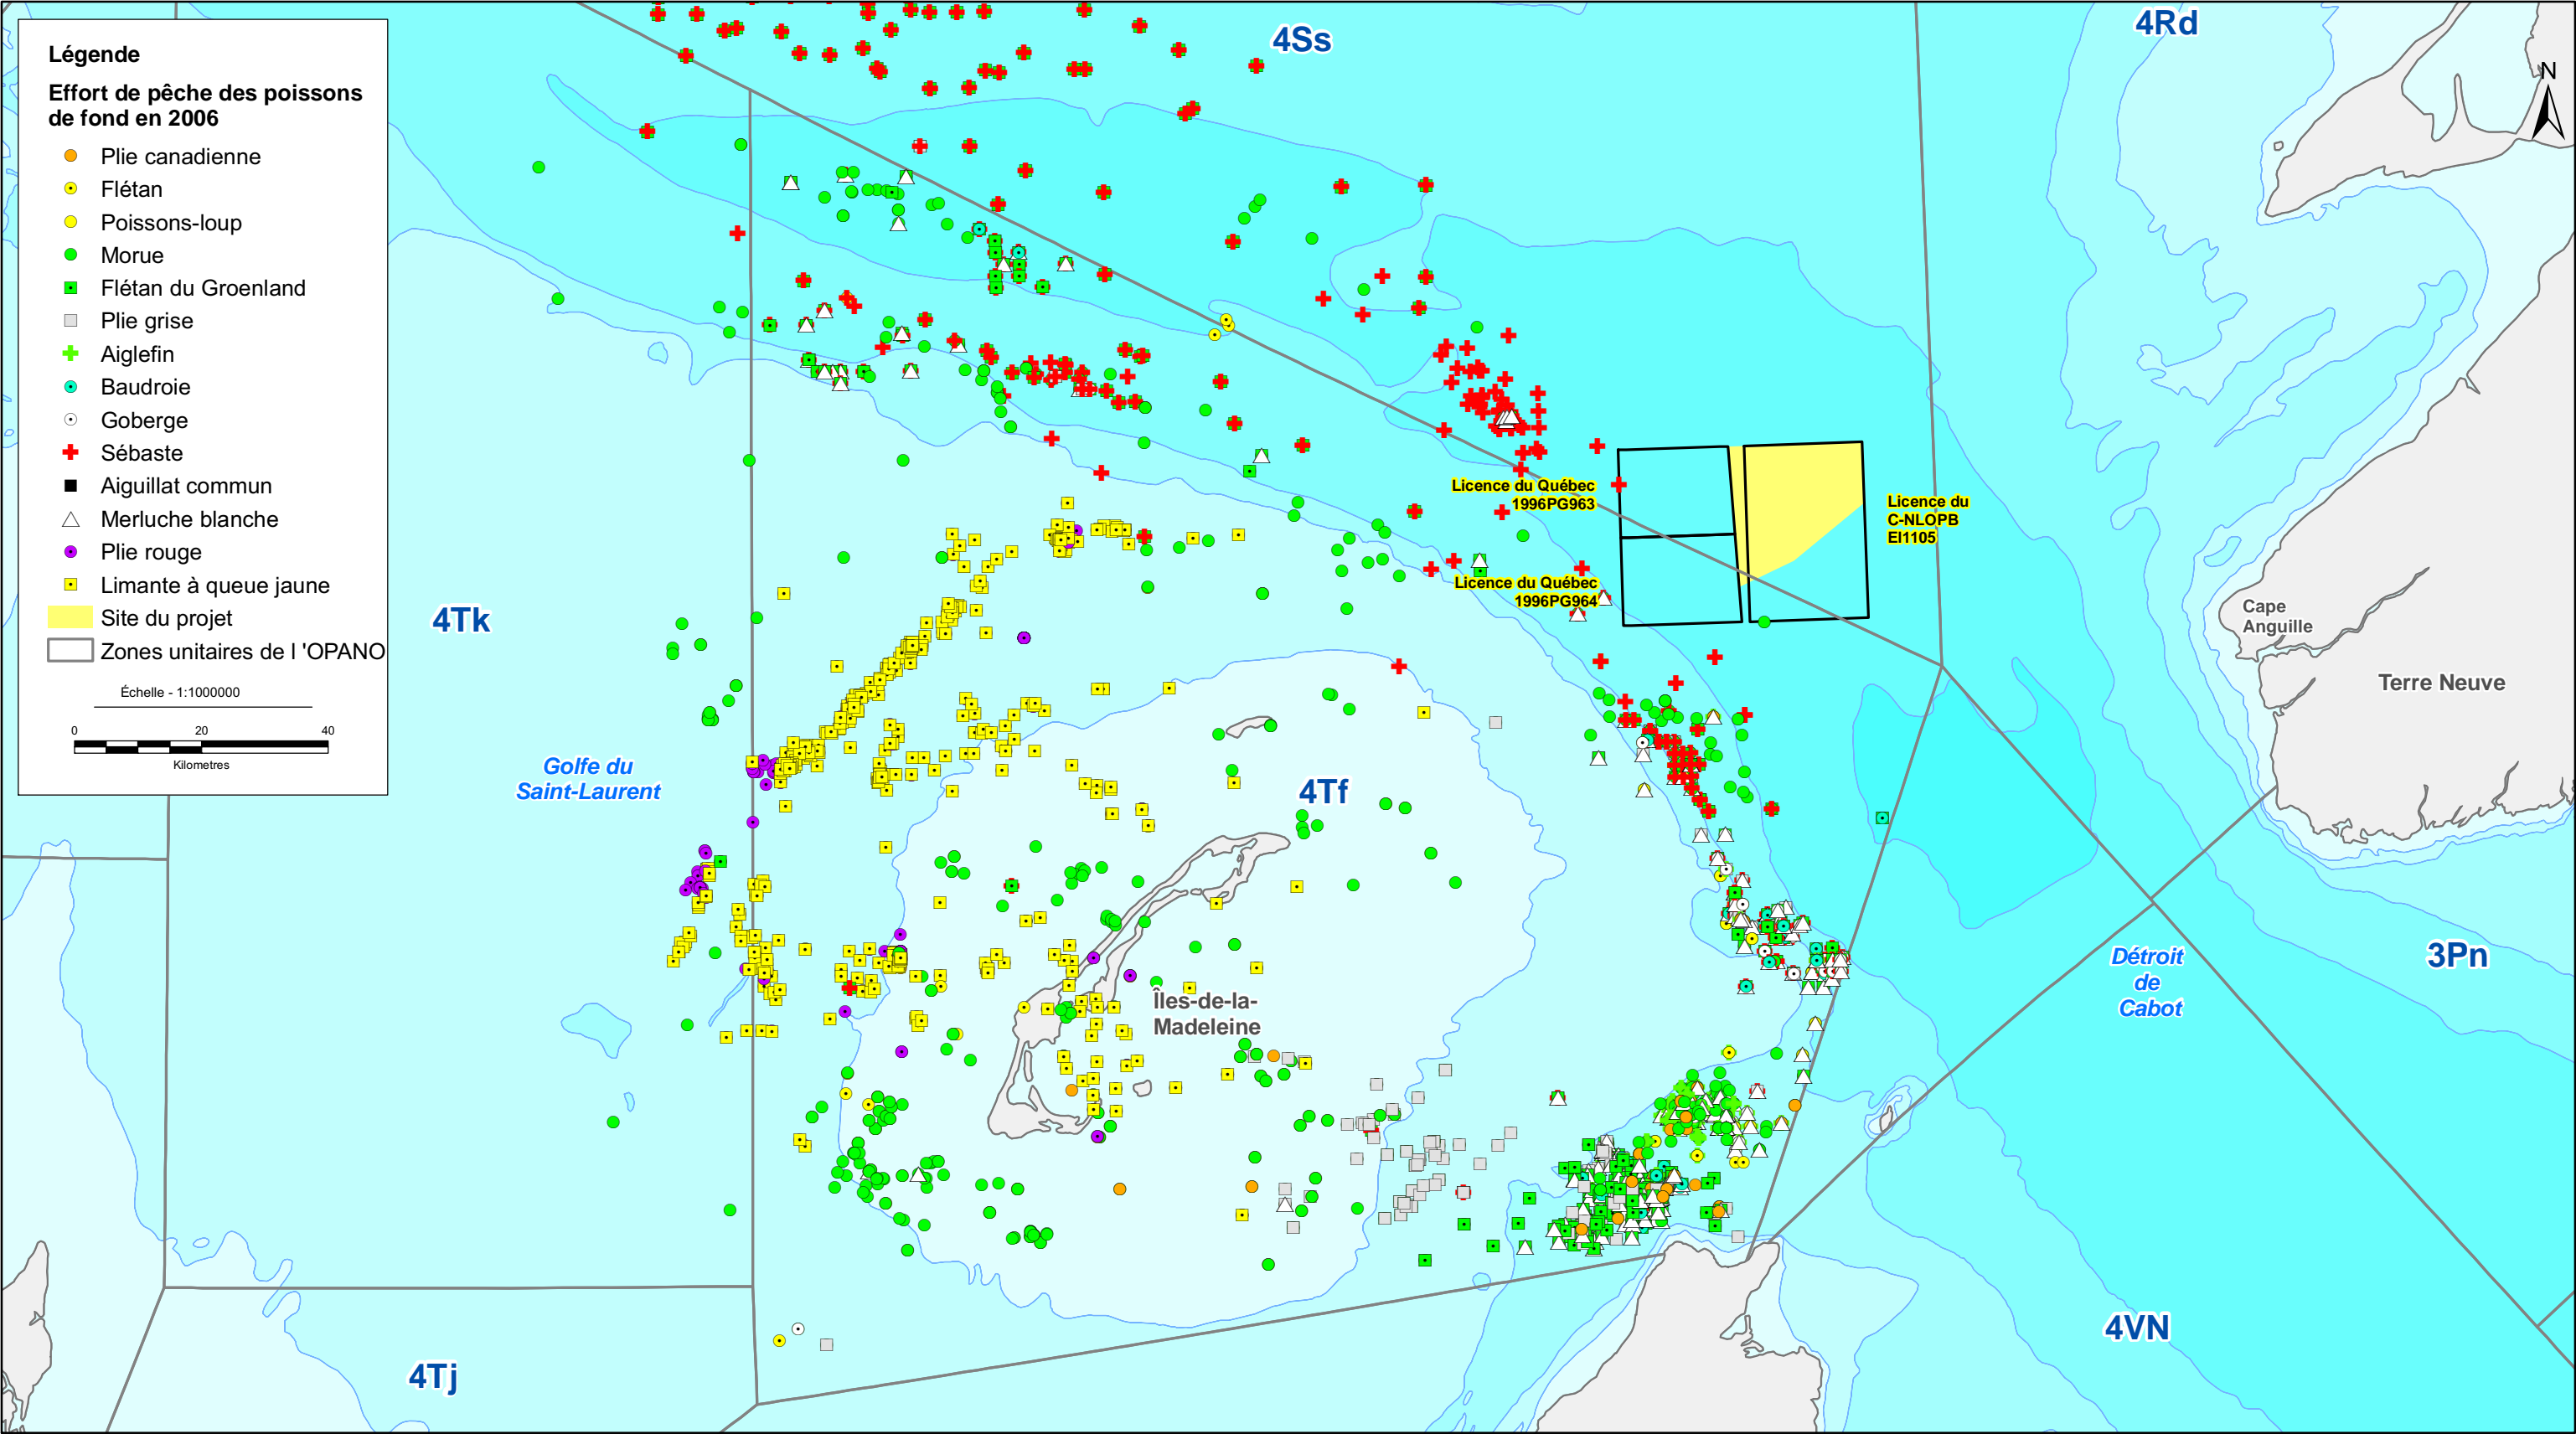 Légende
Effort de pêche des poissons
de fond en 2006
Plie canadienne
Flétan
Poissons-loup
Morue
Flétan du Groenland
Plie grise
Aiglefin
Baudroie
Goberge
Sébaste
Aiguillat commun
Merluche blanche
Plie rouge
Limante à queue jaune
Site du projet
Zones unitaires de l 'OPANO
Échelle - 1:1000000
0 20 40
Kilometres
4Ss
4Rd
N
Licence du Québec
1996PG963
Licence du
C-NLOPB
EI1105
Licence du Québec
1996PG964
4Tk
Cape
Anguille
Terre Neuve
Golfe du
Saint-Laurent
4Tf
Îles-de-la-
Madeleine
Détroit
de
Cabot
3Pn
4VN
4Tj